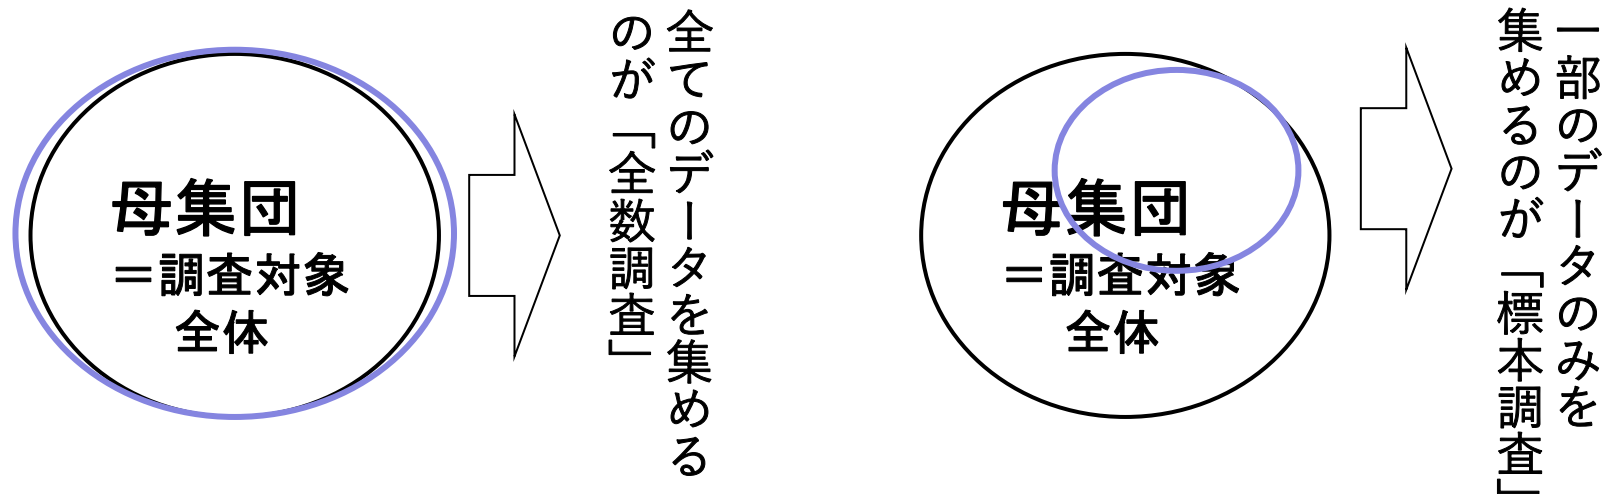 母集団
＝調査対象
全体
全てのデータを集める
のが「全数調査」
母集団
＝調査対象
全体
一部のデータのみを
集めるのが「標本調査」